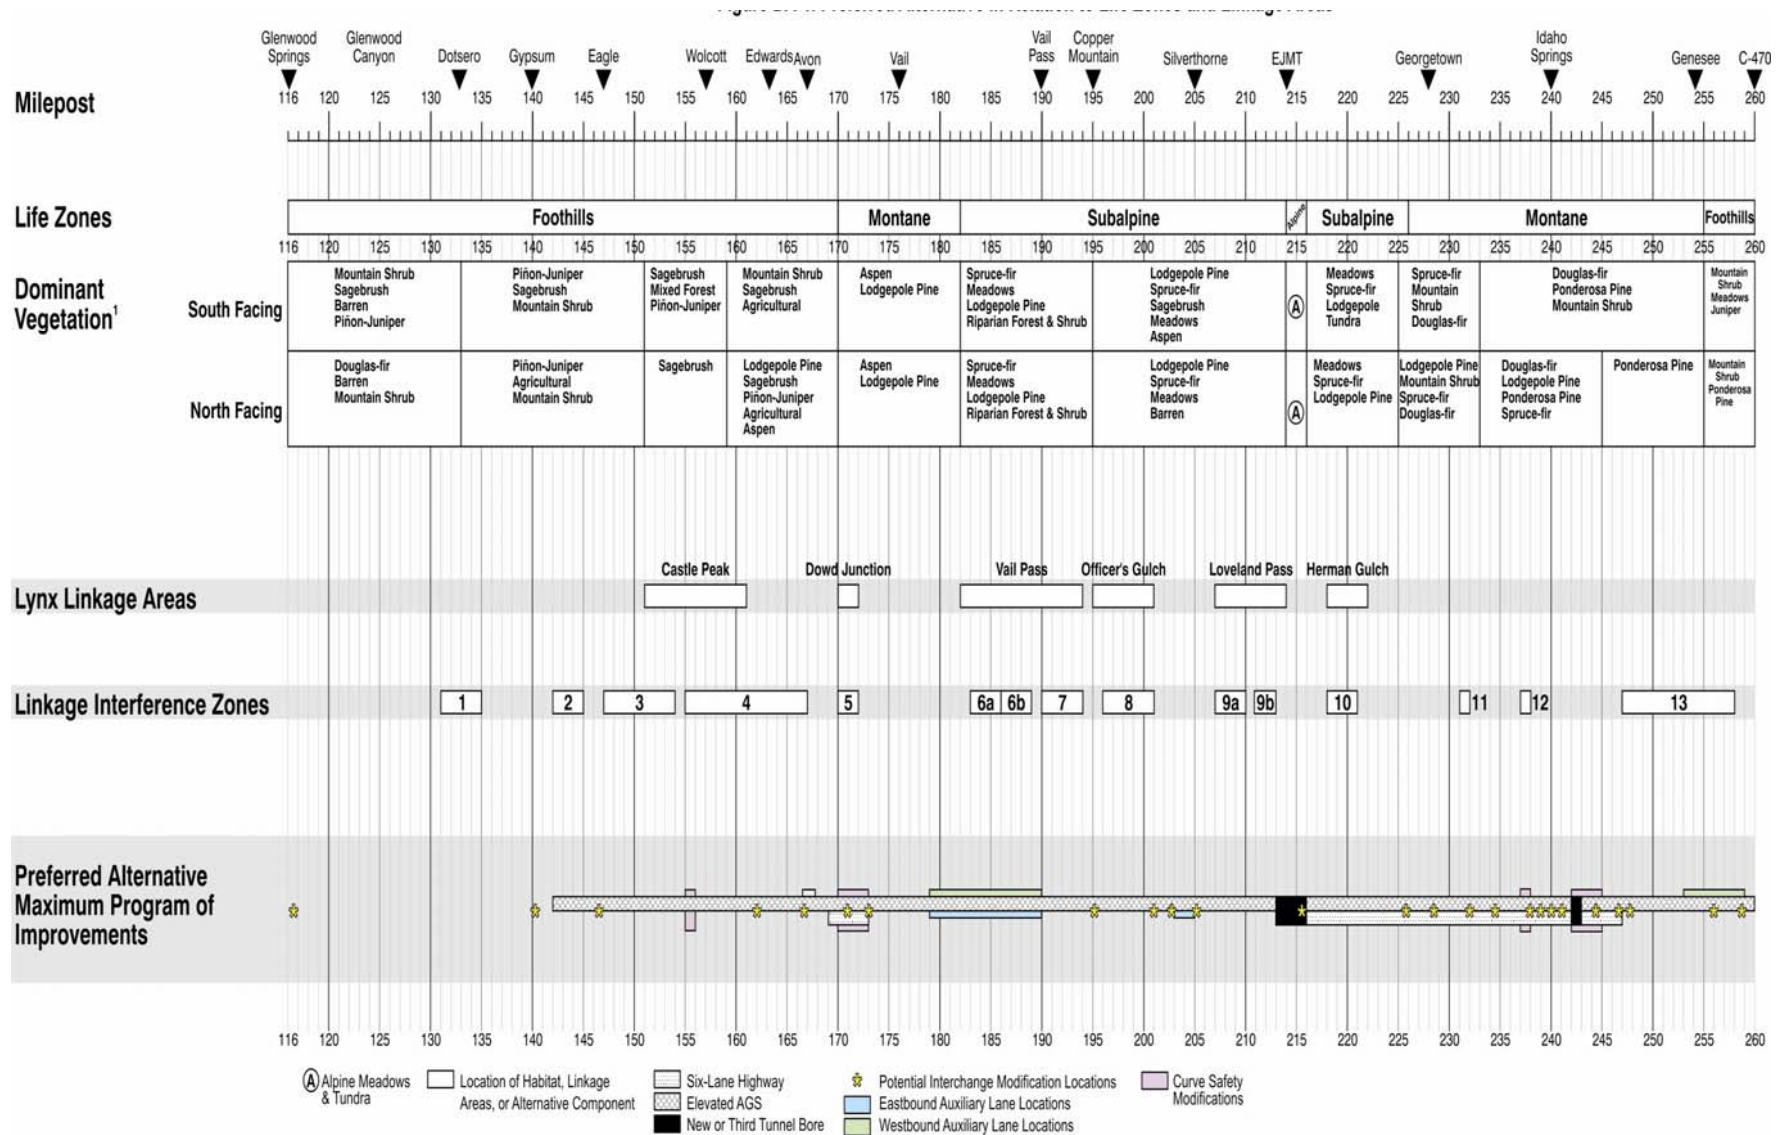 Figure 2. . . . Preferred Alternative in Relation to Life Zones and Linkage Areas
Glenwood Springs
Glenwood Canyon
Dotsero
Gypsum
Eagle
Wolcott
Edwards
Avon
Vail
Vail Pass
Copper Mountain
Silverthorne
EJMT
Georgetown
Idaho Springs
Genesee
C-470
Milepost
116 120 125 130 135 140 145 150 155 160 165 170 175 180 185 190 195 200 205 210 215 220 225 230 235 240 245 250 255 260
Life Zones
Foothills
Montane
Subalpine
Alpine
Subalpine
Montane
Foothills
116 120 125 130 135 140 145 150 155 160 165 170 175 180 185 190 195 200 205 210 215 220 225 230 235 240 245 250 255 260
Dominant
Vegetation1
South Facing
Mountain Shrub
Sagebrush
Barren
Piñon-Juniper
Piñon-Juniper
Sagebrush
Mountain Shrub
Sagebrush
Mixed Forest
Piñon-Juniper
Mountain Shrub
Sagebrush
Agricultural
Aspen
Lodgepole Pine
Spruce-fir
Meadows
Lodgepole Pine
Riparian Forest & Shrub
Lodgepole Pine
Spruce-fir
Sagebrush
Meadows
Aspen
A
Meadows
Spruce-fir
Lodgepole
Tundra
Spruce-fir
Mountain
Shrub
Douglas-fir
Douglas-fir
Ponderosa Pine
Mountain Shrub
Mountain
Shrub
Meadows
Juniper
North Facing
Douglas-fir
Barren
Mountain Shrub
Piñon-Juniper
Agricultural
Mountain Shrub
Sagebrush
Lodgepole Pine
Sagebrush
Piñon-Juniper
Agricultural
Aspen
Aspen
Lodgepole Pine
Spruce-fir
Meadows
Lodgepole Pine
Riparian Forest & Shrub
Lodgepole Pine
Spruce-fir
Meadows
Barren
A
Meadows
Spruce-fir
Lodgepole Pine
Lodgepole Pine
Mountain Shrub
Spruce-fir
Douglas-fir
Douglas-fir
Lodgepole Pine
Ponderosa Pine
Spruce-fir
Ponderosa Pine
Mountain
Shrub
Ponderosa
Pine
Castle Peak
Dowd Junction
Vail Pass
Officer's Gulch
Loveland Pass
Herman Gulch
Lynx Linkage Areas
Linkage Interference Zones
1 2 3 4 5 6a 6b 7 8 9a 9b 10 11 12 13
Preferred Alternative
Maximum Program of
Improvements
116 120 125 130 135 140 145 150 155 160 165 170 175 180 185 190 195 200 205 210 215 220 225 230 235 240 245 250 255 260
A Alpine Meadows
& Tundra
Location of Habitat, Linkage
Areas, or Alternative Component
Six-Lane Highway
Elevated AGS
New or Third Tunnel Bore
Potential Interchange Modification Locations
Eastbound Auxiliary Lane Locations
Westbound Auxiliary Lane Locations
Curve Safety
Modifications